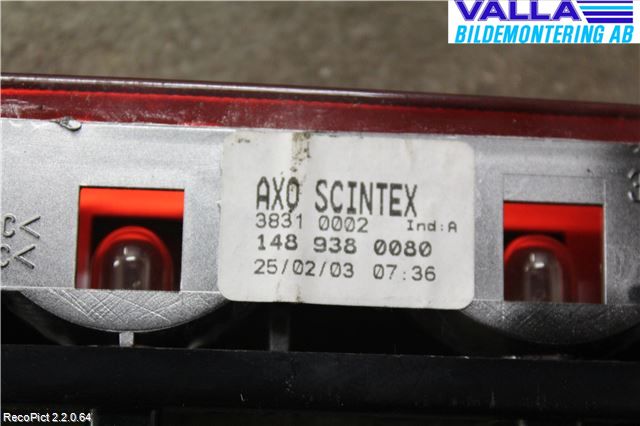 VALLA
BILDEMONTERING AB
AXO SCINTEX
3831 0002 Ind:A
148 938 0080
25/02/03 07:36
C<
C<
RecoPict 2.2.0.64